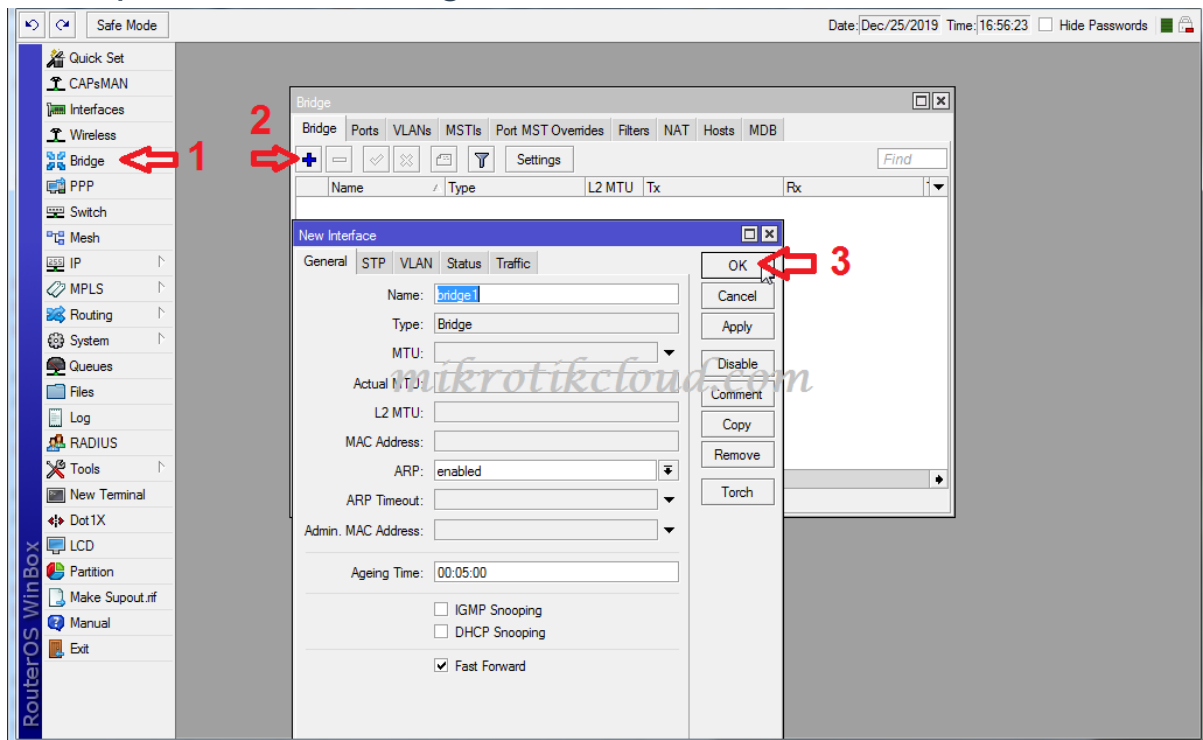 Safe Mode
Date: Dec/25/2019 Time: 16:56:23 Hide Passwords
Quick Set
CAPsMAN
Interfaces
Wireless
Bridge
PPP
Switch
Mesh
IP
MPLS
Routing
System
Queues
Files
Log
RADIUS
Tools
New Terminal
Dot1X
LCD
Partition
Make Supout.rif
Manual
Exit
RouterOS WinBox
1
2
Bridge
Bridge Ports VLANs MSTIs Port MST Overrides Filters NAT Hosts MDB
Settings Find
Name Type L2 MTU Tx Rx
New Interface
General STP VLAN Status Traffic
Name: bridge1
Type: Bridge
MTU:
Actual MTU:
L2 MTU:
MAC Address:
ARP: enabled
ARP Timeout:
Admin. MAC Address:
Ageing Time: 00:05:00
IGMP Snooping
DHCP Snooping
Fast Forward
OK
3
Cancel
Apply
Disable
Comment
Copy
Remove
Torch
mikrotikcloud.com